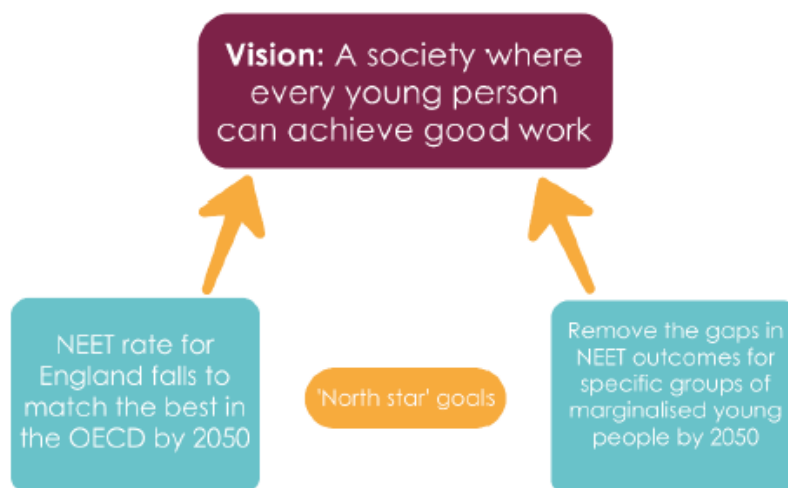 Vision: A society where
every young person
can achieve good work
NEET rate for
England falls to
match the best in
the OECD by 2050
'North star' goals
Remove the gaps in
NEET outcomes for
specific groups of
marginalised young
people by 2050